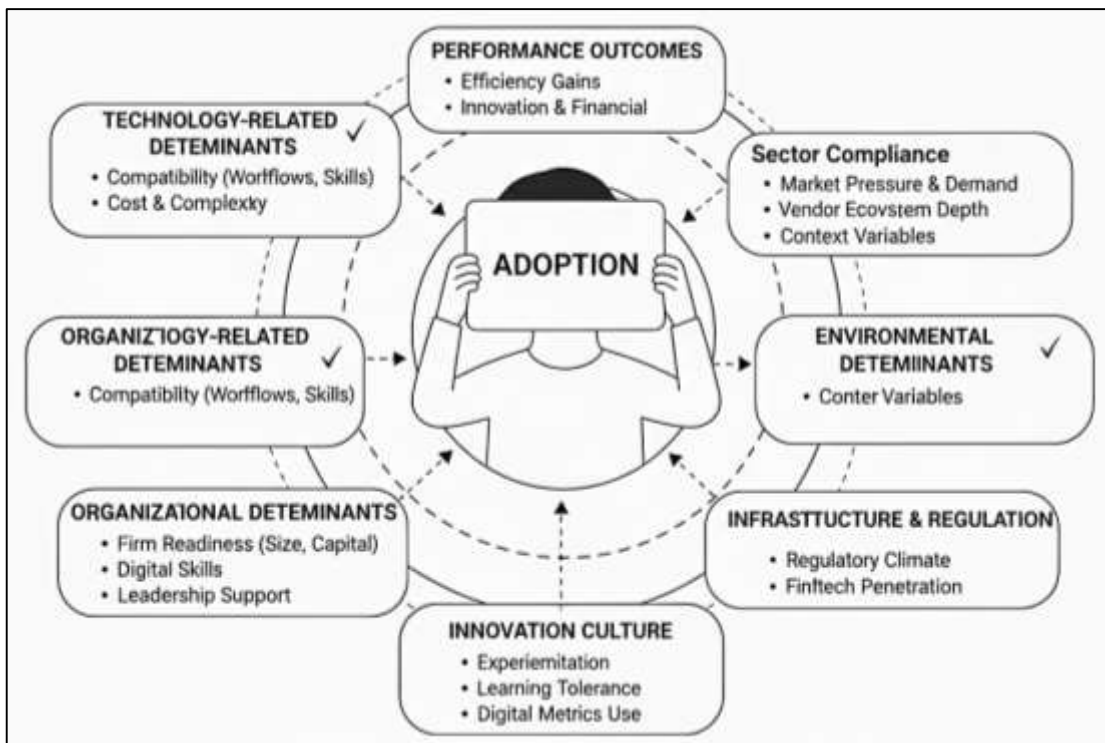 PERFORMANCE OUTCOMES
• Efficiency Gains
• Innovation & Financial
TECHNOLOGY-RELATED
DETEMINANTS
• Compatibility (Worlflows, Skills)
• Cost & Complexky
Sector Compliance
• Market Pressure & Demand
• Vendor Ecovstem Depth
• Context Variables
ADOPTION
ORGANIZ'IOGY-RELATED
DETEMINANTS
• Compatibility (Worfflows, Skills)
ENVIRONMENTAL
DETEMIINANTS
• Conter Variables
ORGANIZATIONAL DETEMINANTS
• Firm Readiness (Size, Capital)
• Digital Skills
• Leadership Support
INFRASTTUCTURE & REGULATION
• Regulatory Climate
• Finftech Penetration
INNOVATION CULTURE
• Experiemitation
• Learning Tolerance
• Digital Metrics Use